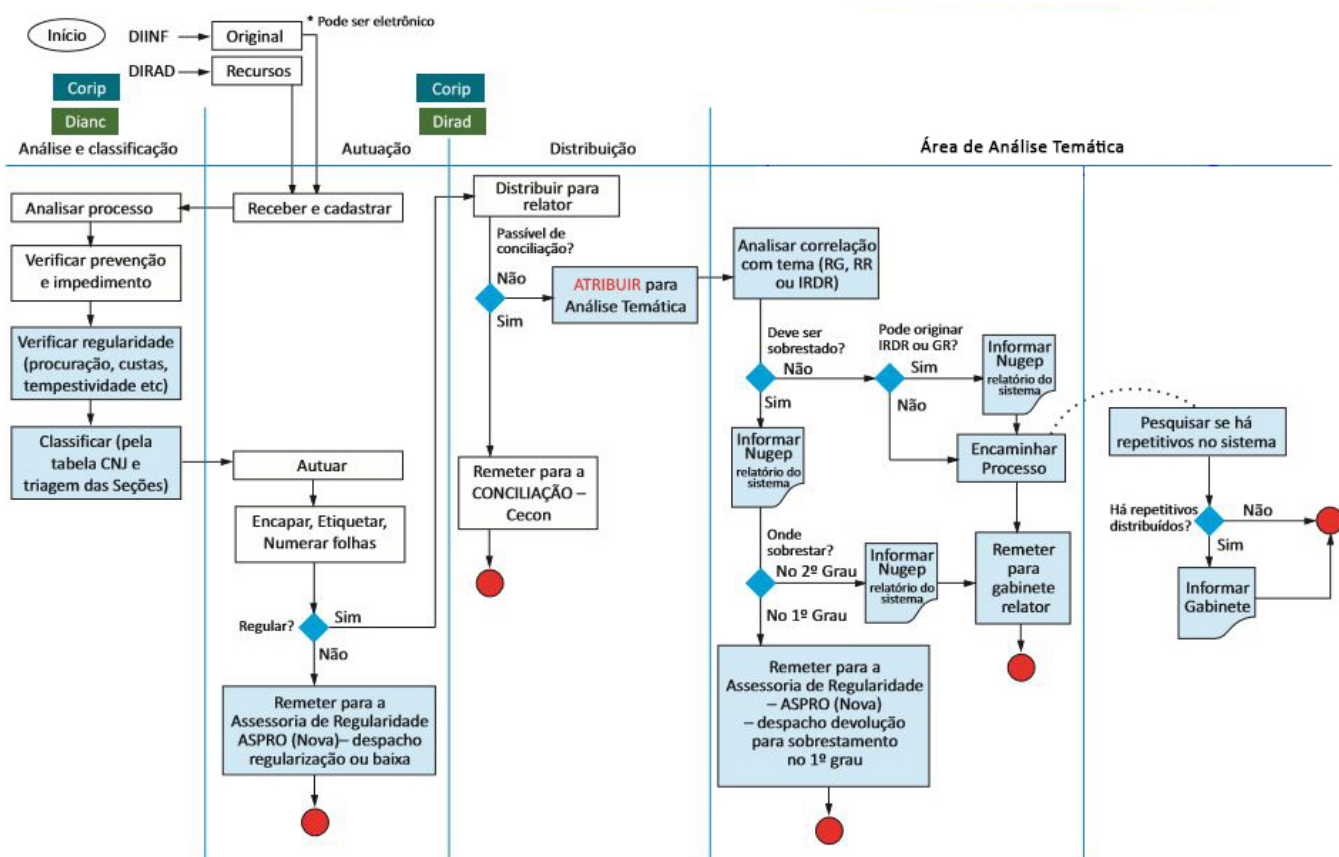 Início
DIINF
Original
* Pode ser eletrônico
DIRAD
Recursos
Corip
Dianc
Corip
Dirad
Análise e classificação
Autuação
Distribuição
Área de Análise Temática
Analisar processo
Receber e cadastrar
Verificar prevenção
e impedimento
Verificar regularidade
(procuração, custas,
tempestividade etc)
Classificar (pela
tabela CNJ e
triagem das Seções)
Autuar
Encapar, Etiquetar,
Numerar folhas
Regular?
Sim
Não
Remeter para a
Assessoria de Regularidade
ASPRO (Nova)– despacho
regularização ou baixa
Distribuir para
relator
Passível de
conciliação?
Não
Sim
ATRIBUIR para
Análise Temática
Remeter para a
CONCILIAÇÃO –
Cecon
Analisar correlação
com tema (RG, RR
ou IRDR)
Deve ser
sobrestado?
Não
Sim
Pode originar
IRDR ou GR?
Sim
Não
Informar
Nugep
relatório do
sistema
Encaminhar
Processo
Informar
Nugep
relatório do
sistema
Onde
sobrestar?
No 2º Grau
No 1º Grau
Informar
Nugep
relatório do
sistema
Remeter
para
gabinete
relator
Remeter para a
Assessoria de Regularidade
– ASPRO (Nova)
– despacho devolução
para sobrestamento
no 1º grau
Pesquisar se há
repetitivos no sistema
Há repetitivos
distribuídos?
Não
Sim
Informar
Gabinete